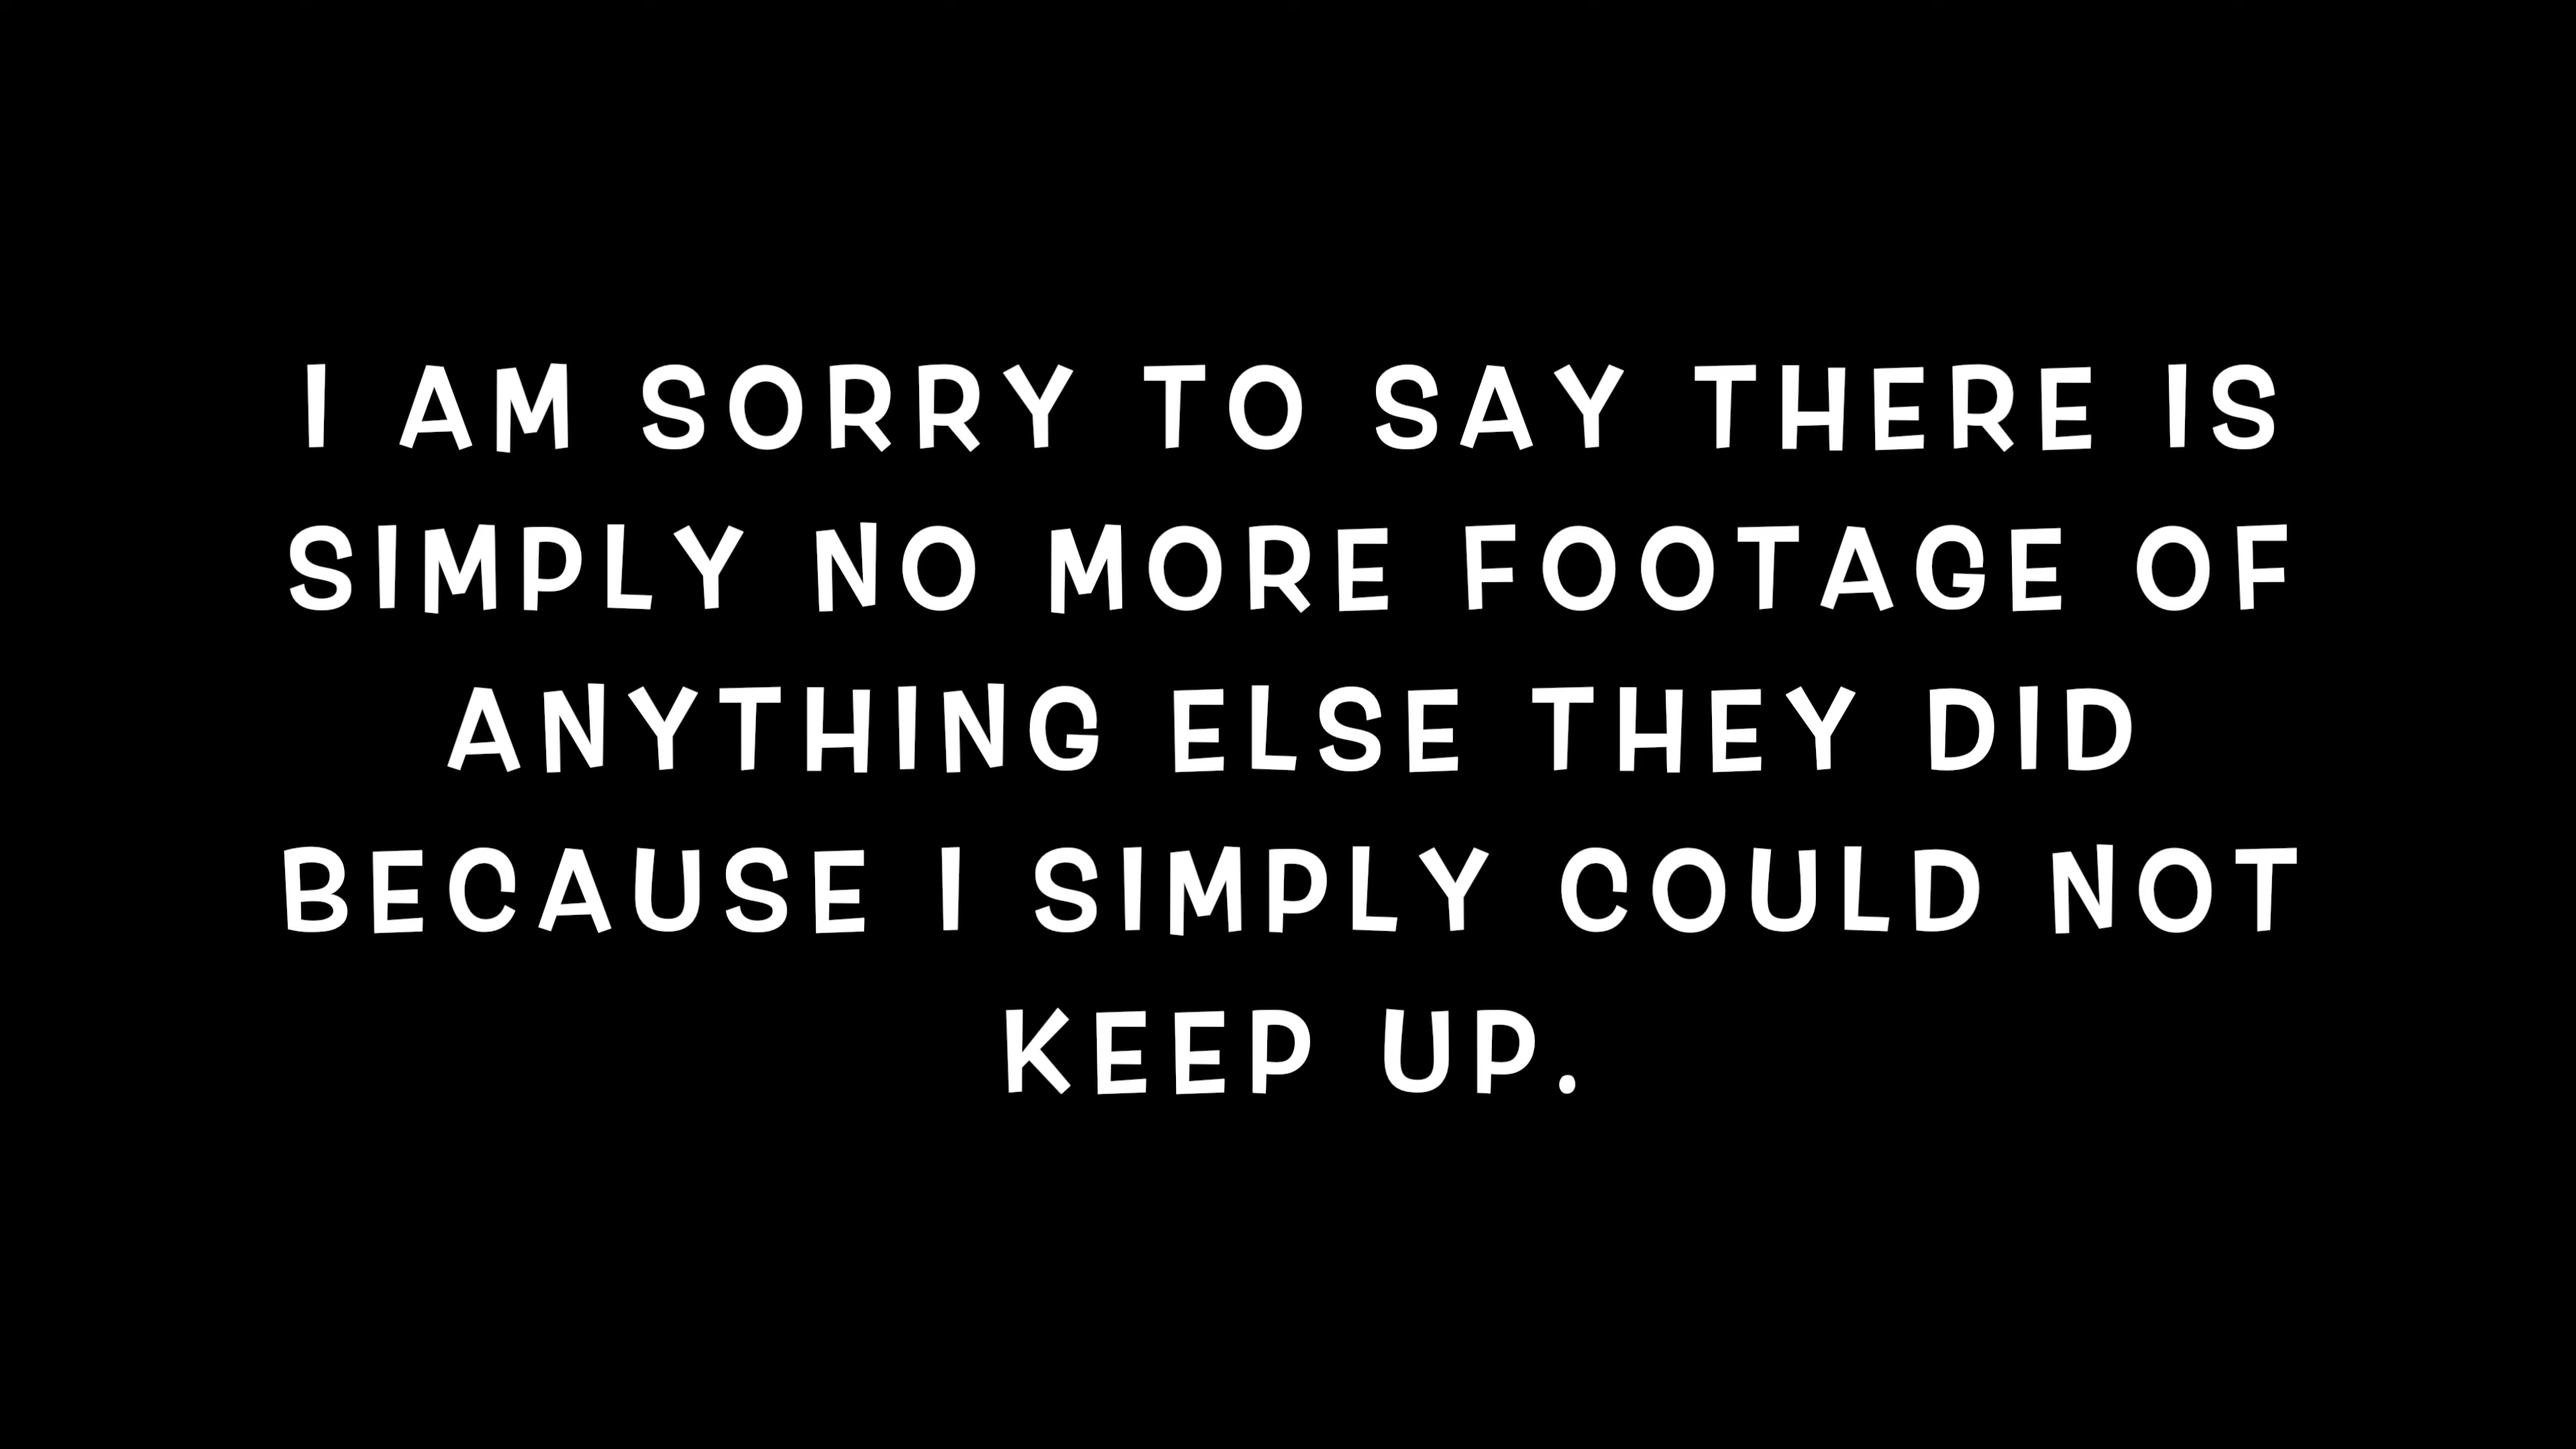 I AM SORRY TO SAY THERE IS
SIMPLY NO MORE FOOTAGE OF
ANYTHING ELSE THEY DID
BECAUSE I SIMPLY COULD NOT
KEEP UP.